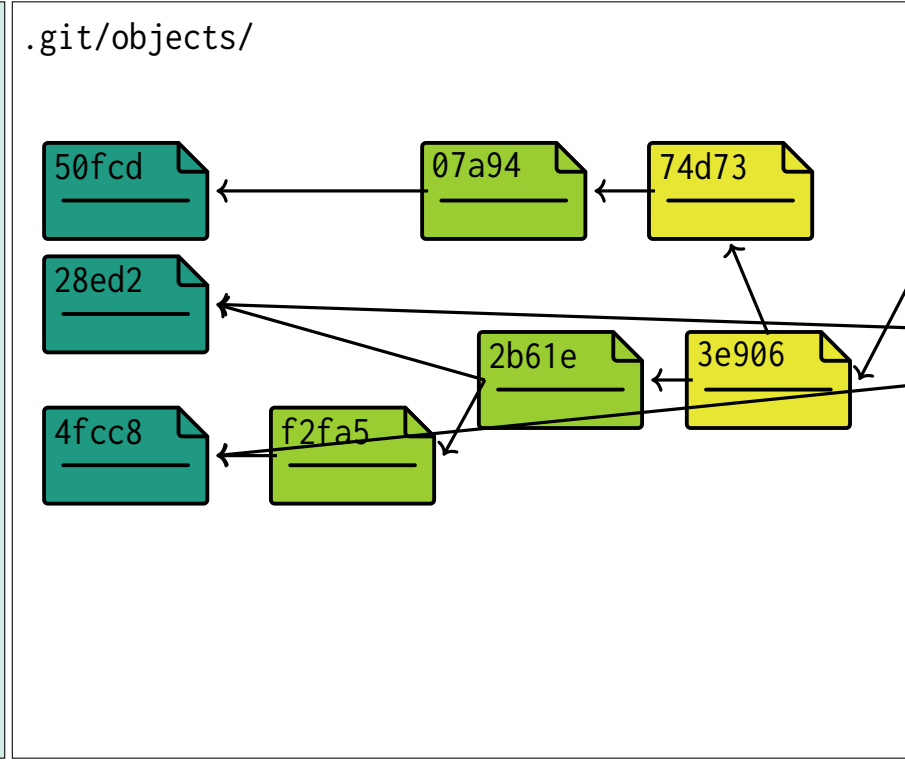 .git/objects/
50fcd
07a94
74d73
28ed2
2b61e
3e906
4fcc8
f2fa5